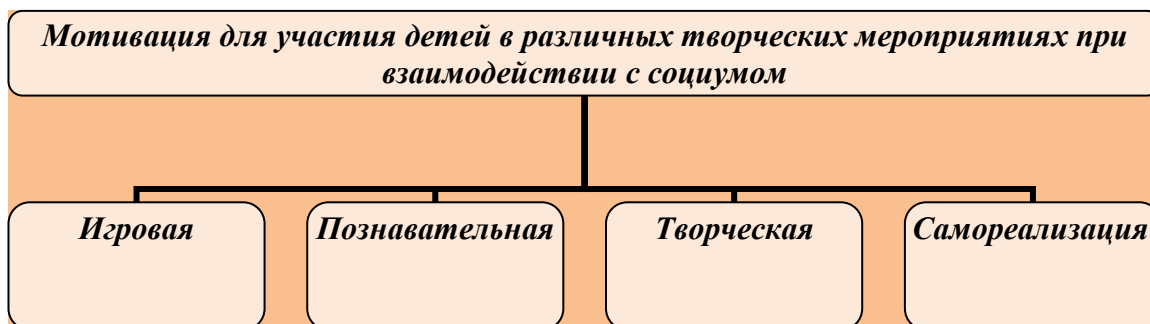 Мотивация для участия детей в различных творческих мероприятиях при
взаимодействии с социумом
Игровая
Познавательная
Творческая
Самореализация